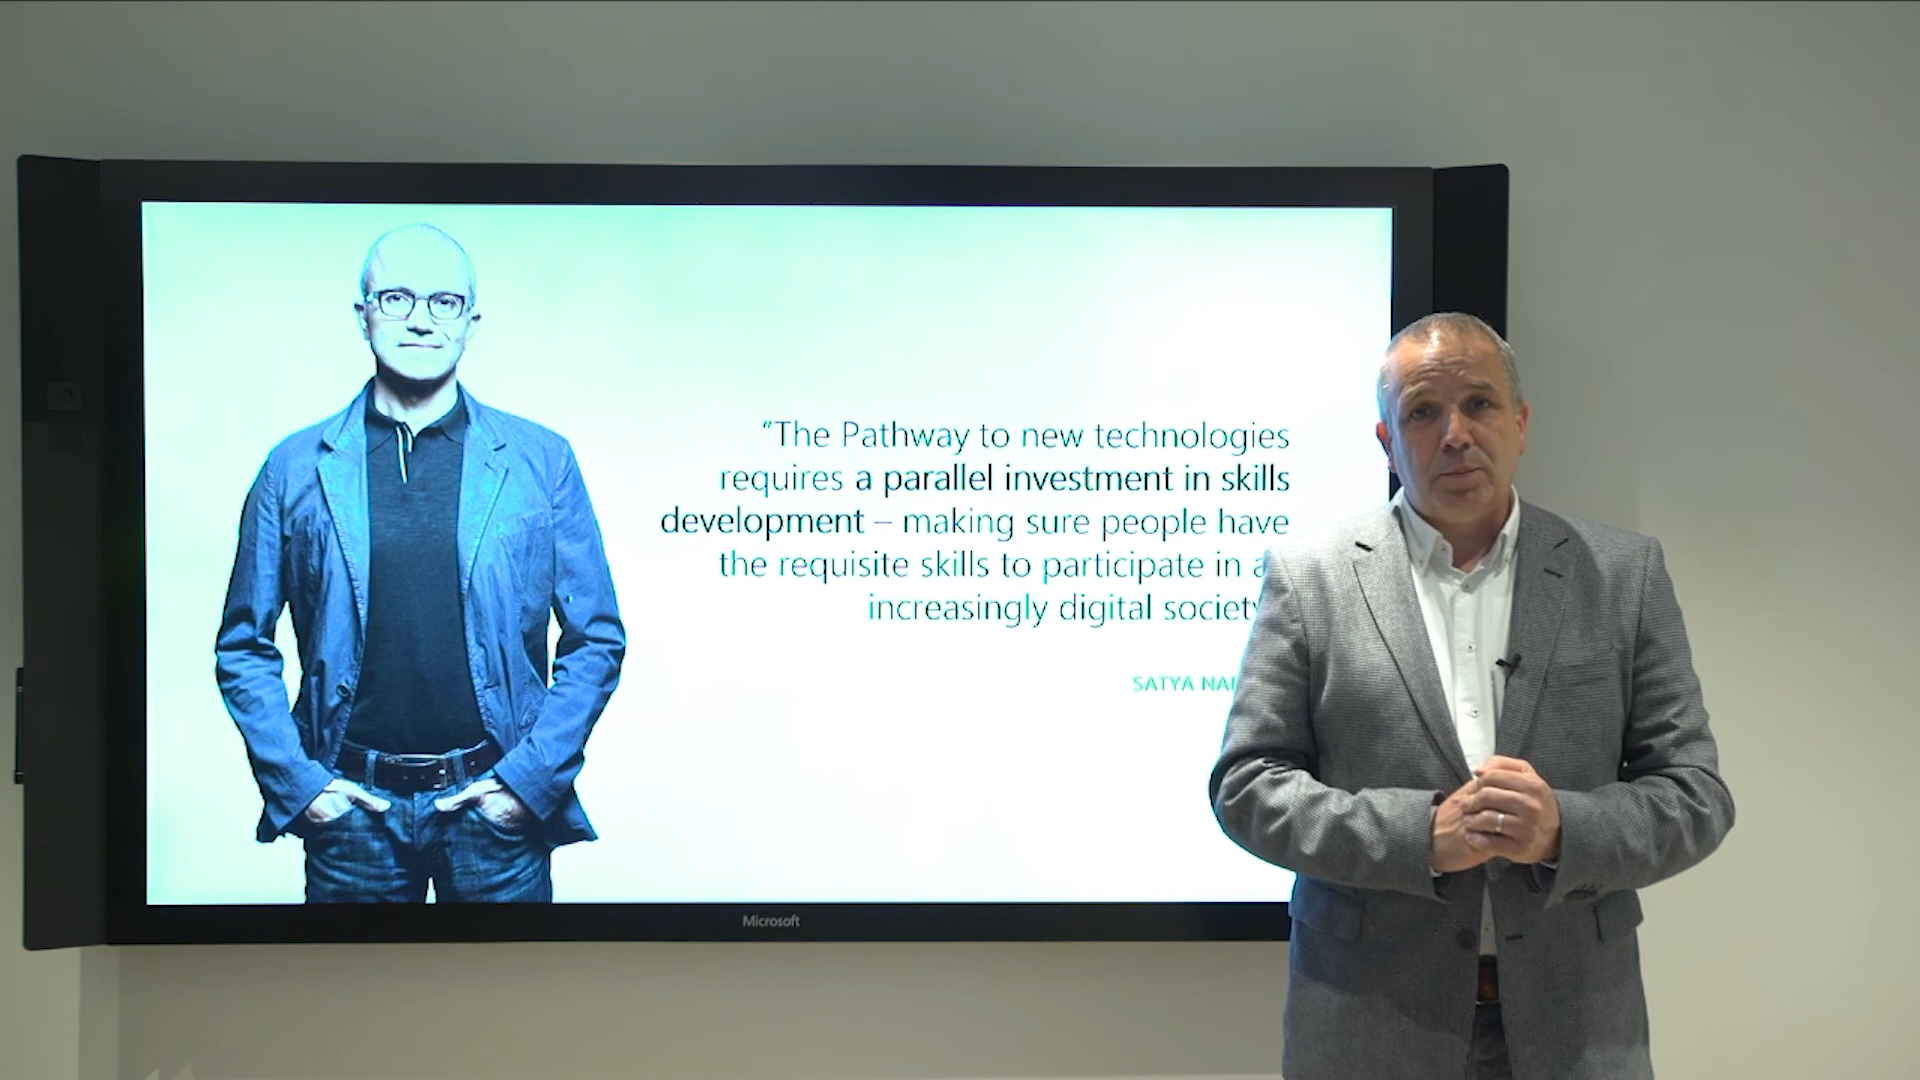 “The Pathway to new technologies
requires a parallel investment in skills
development – making sure people have
the requisite skills to participate in
increasingly digital society
SATYA
Microsoft